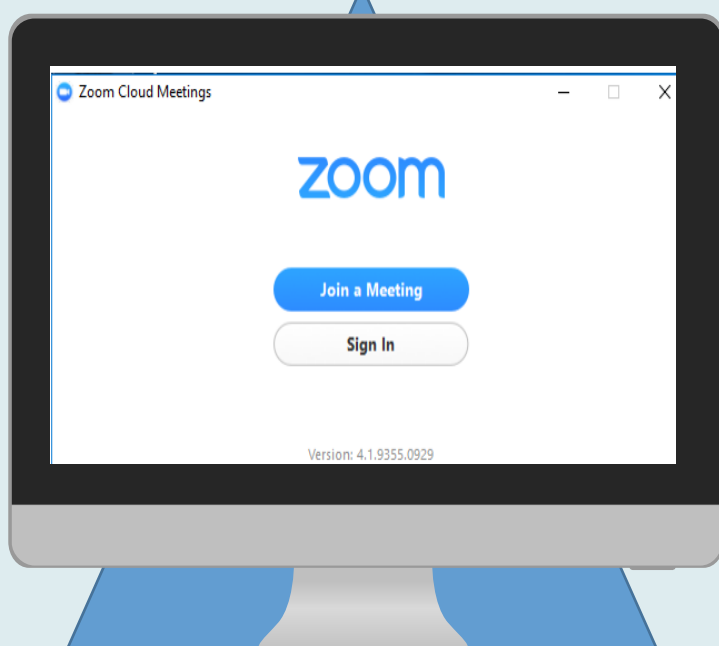 Zoom Cloud Meetings
zoom
Join a Meeting
Sign In
Version: 4.1.9355.0929